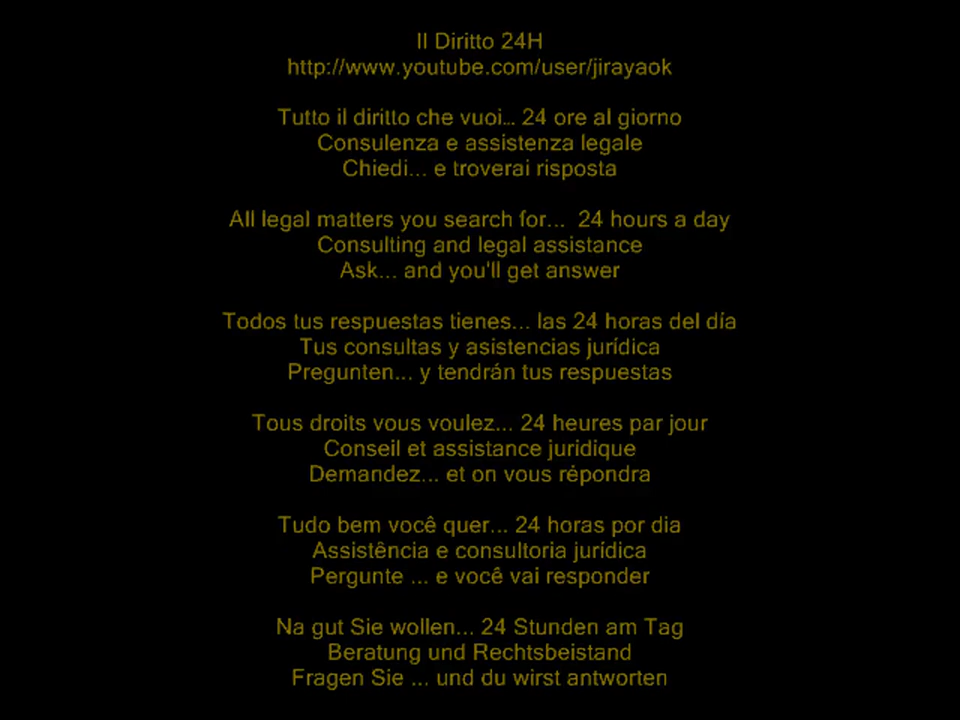 Il Diritto 24H
http://www.youtube.com/user/jirayaok
Tutto il diritto che vuoi... 24 ore al giorno
Consulenza e assistenza legale
Chiedi... e troverai risposta
All legal matters you search for...  24 hours a day
Consulting and legal assistance
Ask... and you'll get answer
Todos tus respuestas tienes... las 24 horas del día
Tus consultas y asistencias jurídica
Pregunten... y tendrán tus respuestas
Tous droits vous voulez... 24 heures par jour
Conseil et assistance juridique
Demandez... et on vous répondra
Tudo bem você quer... 24 horas por dia
Assistência e consultoria jurídica
Pergunte ... e você vai responder
Na gut Sie wollen... 24 Stunden am Tag
Beratung und Rechtsbeistand
Fragen Sie ... und du wirst antworten